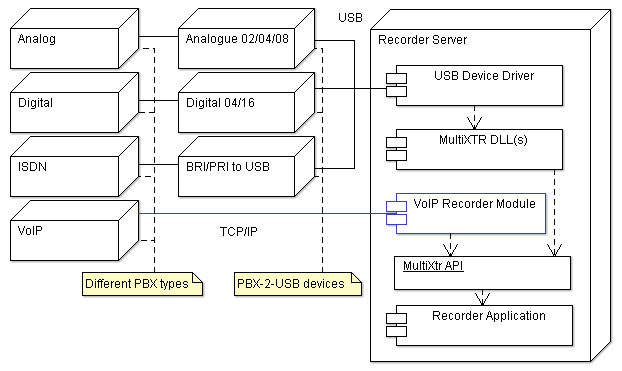 USB
Analog
Analogue 02/04/08
Recorder Server
USB Device Driver
Digital
Digital 04/16
MultiXTR DLL(s)
ISDN
BRI/PRI to USB
VoIP Recorder Module
VoIP
TCP/IP
MultiXtr API
Different PBX types
PBX-2-USB devices
Recorder Application